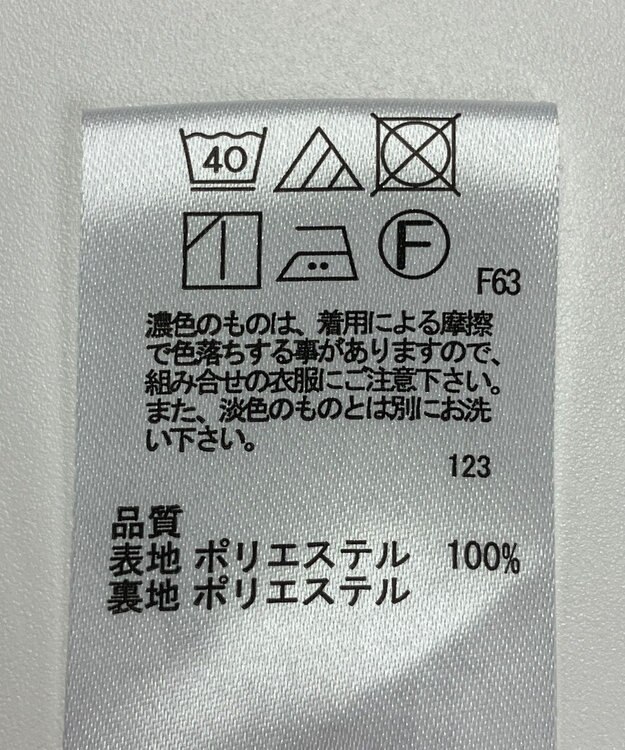 40
F
F63
濃色のものは、着用による摩擦
で色落ちする事がありますので、
組み合せの衣服にご注意下さい。
また、淡色のものとは別にお洗
い下さい。
123
品質
表地 ポリエステル 100%
裏地 ポリエステル